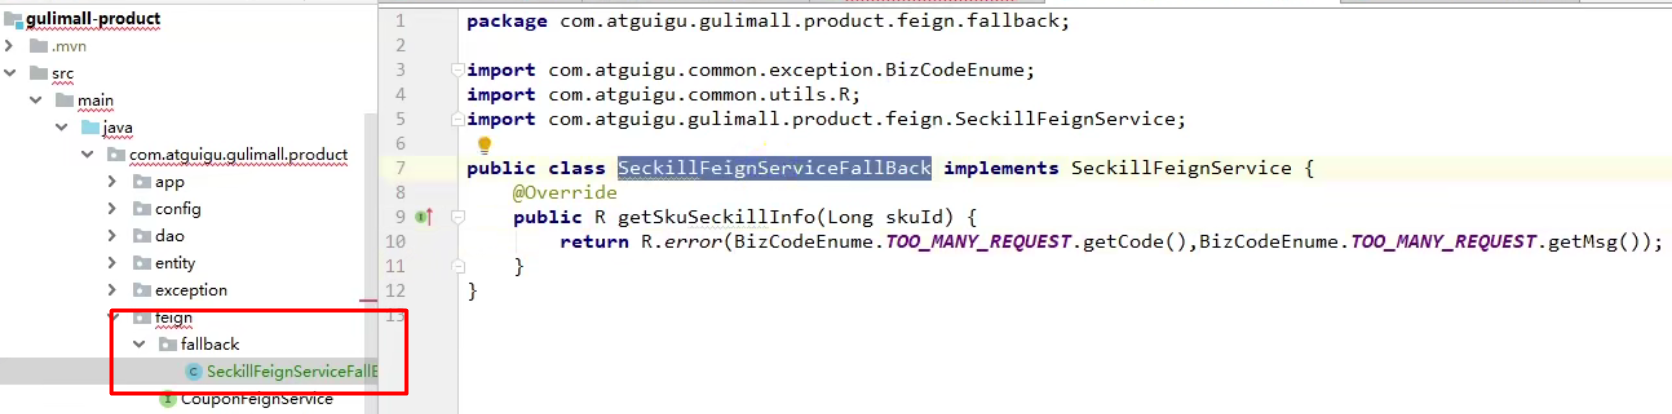 gulimall-product
.mvn
src
main
java
com.atguigu.gulimall.product
app
config
dao
entity
exception
feign
fallback
SeckillFeignServiceFallB
CouponFeignService
1 package com.atguigu.gulimall.product.feign.fallback;
2
3 import com.atguigu.common.exception.BizCodeEnume;
4 import com.atguigu.common.utils.R;
5 import com.atguigu.gulimall.product.feign.SeckillFeignService;
6
7 public class SeckillFeignServiceFallBack implements SeckillFeignService {
8 @Override
9 public R getSkuSeckillInfo(Long skuId) {
10 return R.error(BizCodeEnume.TOO_MANY_REQUEST.getCode(),BizCodeEnume.TOO_MANY_REQUEST.getMsg());
11 }
12 }
13